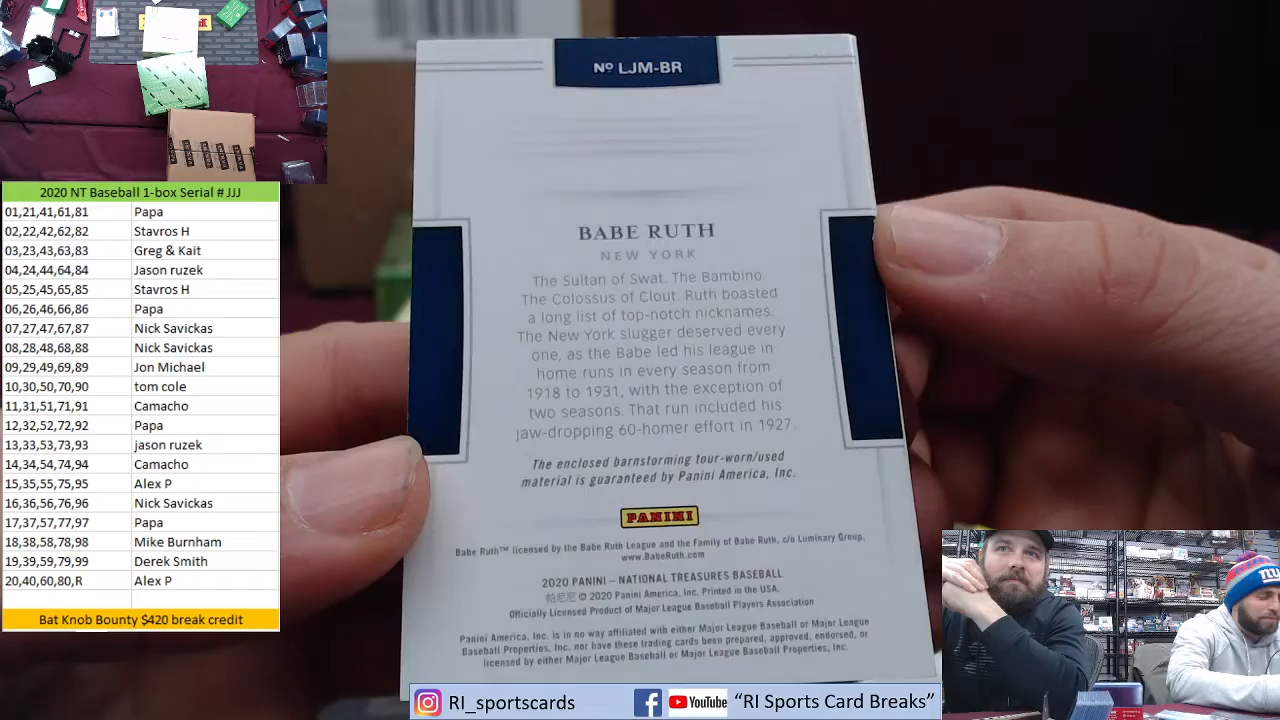 2020 NT Baseball 1-box Serial # JJJ
01,21,41,61,81 Papa
02,22,42,62,82 Stavros H
03,23,43,63,83 Greg & Kait
04,24,44,64,84 Jason ruzek
05,25,45,65,85 Stavros H
06,26,46,66,86 Papa
07,27,47,67,87 Nick Savickas
08,28,48,68,88 Nick Savickas
09,29,49,69,89 Jon Michael
10,30,50,70,90 tom cole
11,31,51,71,91 Camacho
12,32,52,72,92 Papa
13,33,53,73,93 jason ruzek
14,34,54,74,94 Camacho
15,35,55,75,95 Alex P
16,36,56,76,96 Nick Savickas
17,37,57,77,97 Papa
18,38,58,78,98 Mike Burnham
19,39,59,79,99 Derek Smith
20,40,60,80,R Alex P
Bat Knob Bounty $420 break credit
Nº LJM-BR
BABE RUTH
NEW YORK
The Sultan of Swat. The Bambino.
The Colossus of Clout. Ruth boasted
a long list of top-notch nicknames.
The New York slugger deserved every
one, as the Babe led his league in
home runs in every season from
1918 to 1931, with the exception of
two seasons. That run included his
jaw-dropping 60-homer effort in 1927.
The enclosed barnstorming tour-worn/used
material is guaranteed by Panini America, Inc.
PANINI
Babe Ruth™ licensed by the Babe Ruth League and the Family of Babe Ruth, c/o Luminary Group,
www.BabeRuth.com
2020 PANINI – NATIONAL TREASURES BASEBALL
帕尼尼 © 2020 Panini America, Inc. Printed in the USA.
Officially Licensed Product of Major League Baseball Players Association
Panini America, Inc. is in no way affiliated with either Major League Baseball or Major League
Baseball Properties, Inc. nor have these trading cards been prepared, approved, endorsed, or
licensed by either Major League Baseball or Major League Baseball Properties, Inc.
RI_sportscards
YouTube "RI Sports Card Breaks"